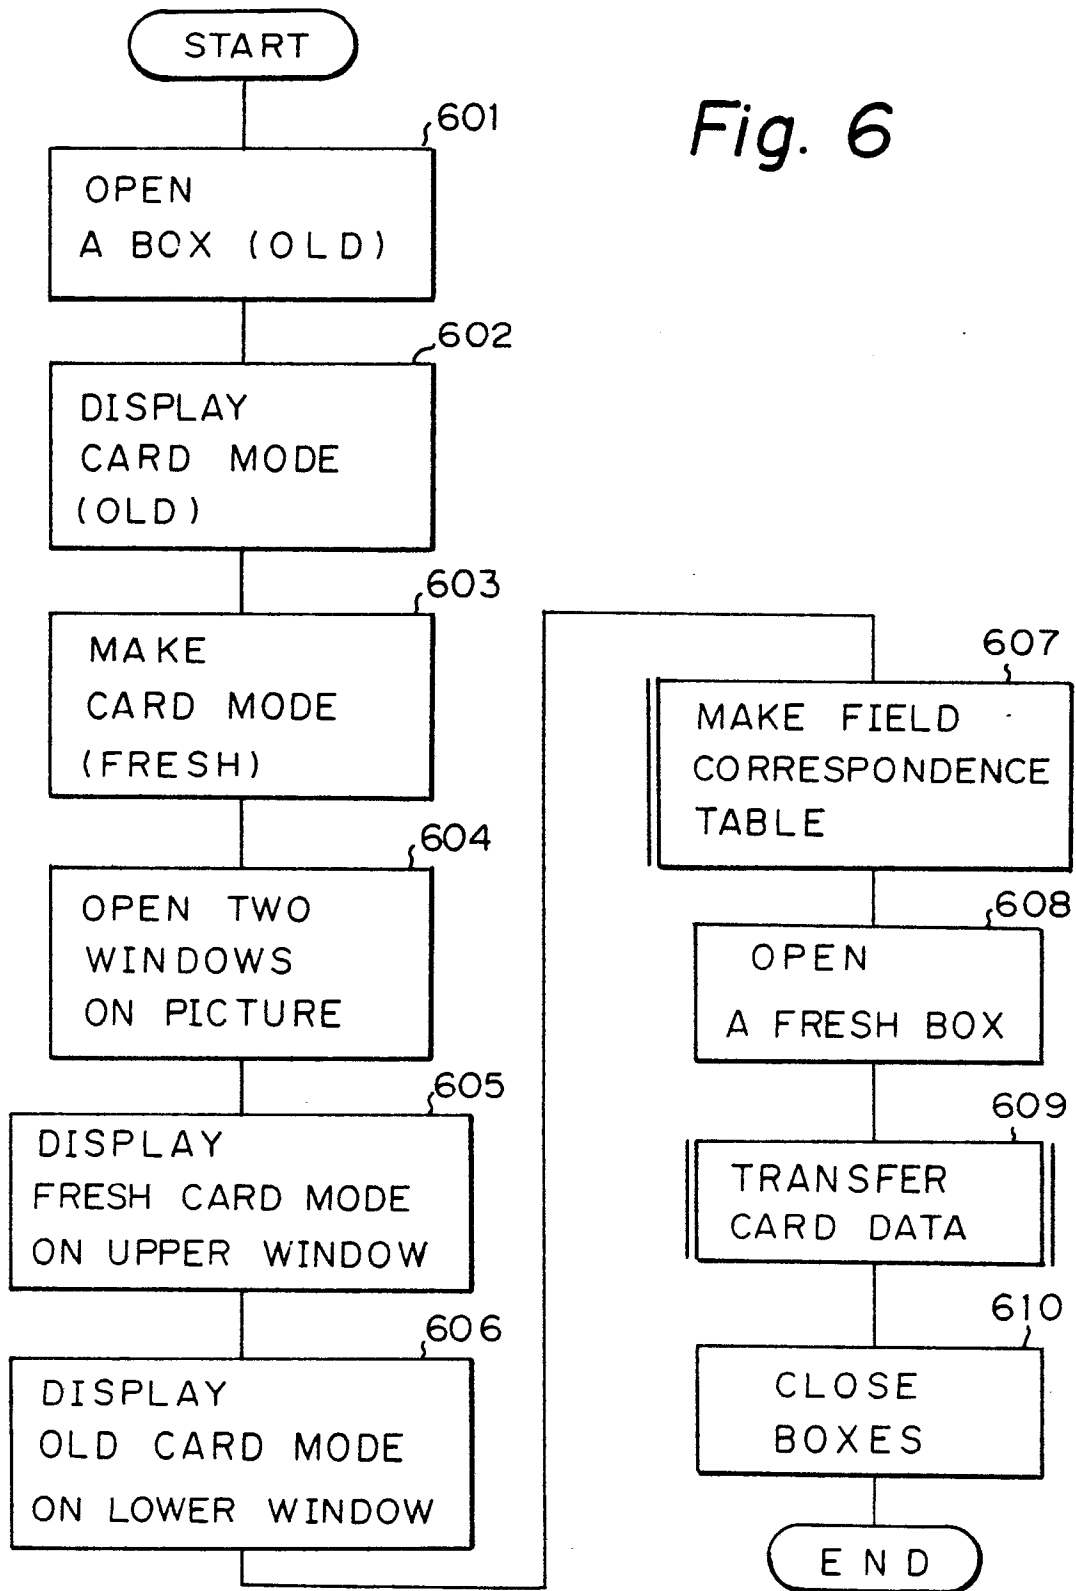 START
Fig. 6
601
OPEN
A BOX (OLD)
602
DISPLAY
CARD MODE
(OLD)
603
MAKE
CARD MODE
(FRESH)
604
OPEN TWO
WINDOWS
ON PICTURE
605
DISPLAY
FRESH CARD MODE
ON UPPER WINDOW
606
DISPLAY
OLD CARD MODE
ON LOWER WINDOW
607
MAKE FIELD
CORRESPONDENCE
TABLE
608
OPEN
A FRESH BOX
609
TRANSFER
CARD DATA
610
CLOSE
BOXES
END